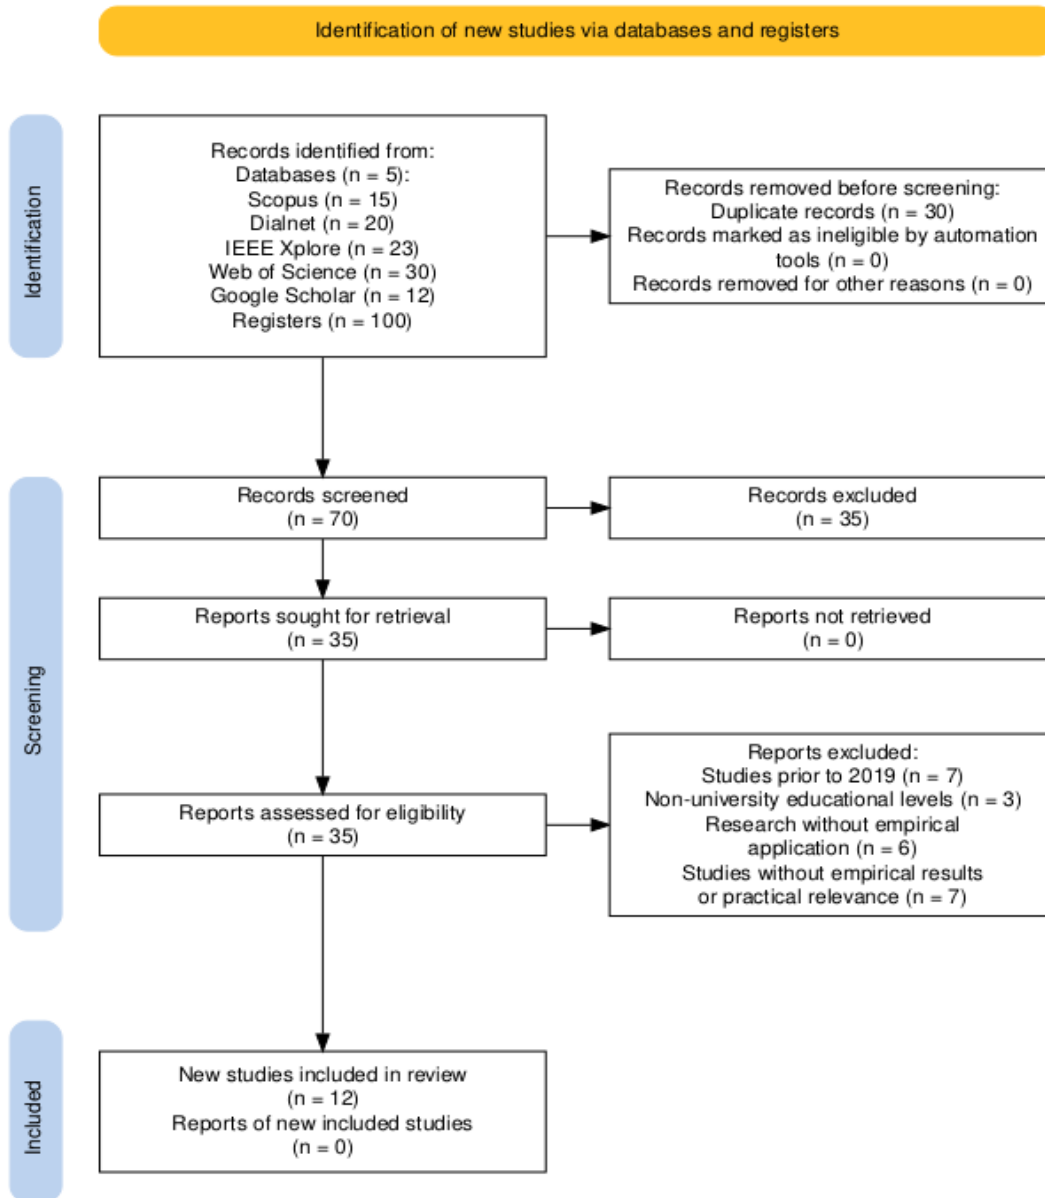 Identification of new studies via databases and registers
Identification
Records identified from:
Databases (n = 5):
Scopus (n = 15)
Dialnet (n = 20)
IEEE Xplore (n = 23)
Web of Science (n = 30)
Google Scholar (n = 12)
Registers (n = 100)
Records removed before screening:
Duplicate records (n = 30)
Records marked as ineligible by automation
tools (n = 0)
Records removed for other reasons (n = 0)
Screening
Records screened
(n = 70)
Records excluded
(n = 35)
Reports sought for retrieval
(n = 35)
Reports not retrieved
(n = 0)
Reports assessed for eligibility
(n = 35)
Reports excluded:
Studies prior to 2019 (n = 7)
Non-university educational levels (n = 3)
Research without empirical
application (n = 6)
Studies without empirical results
or practical relevance (n = 7)
Included
New studies included in review
(n = 12)
Reports of new included studies
(n = 0)